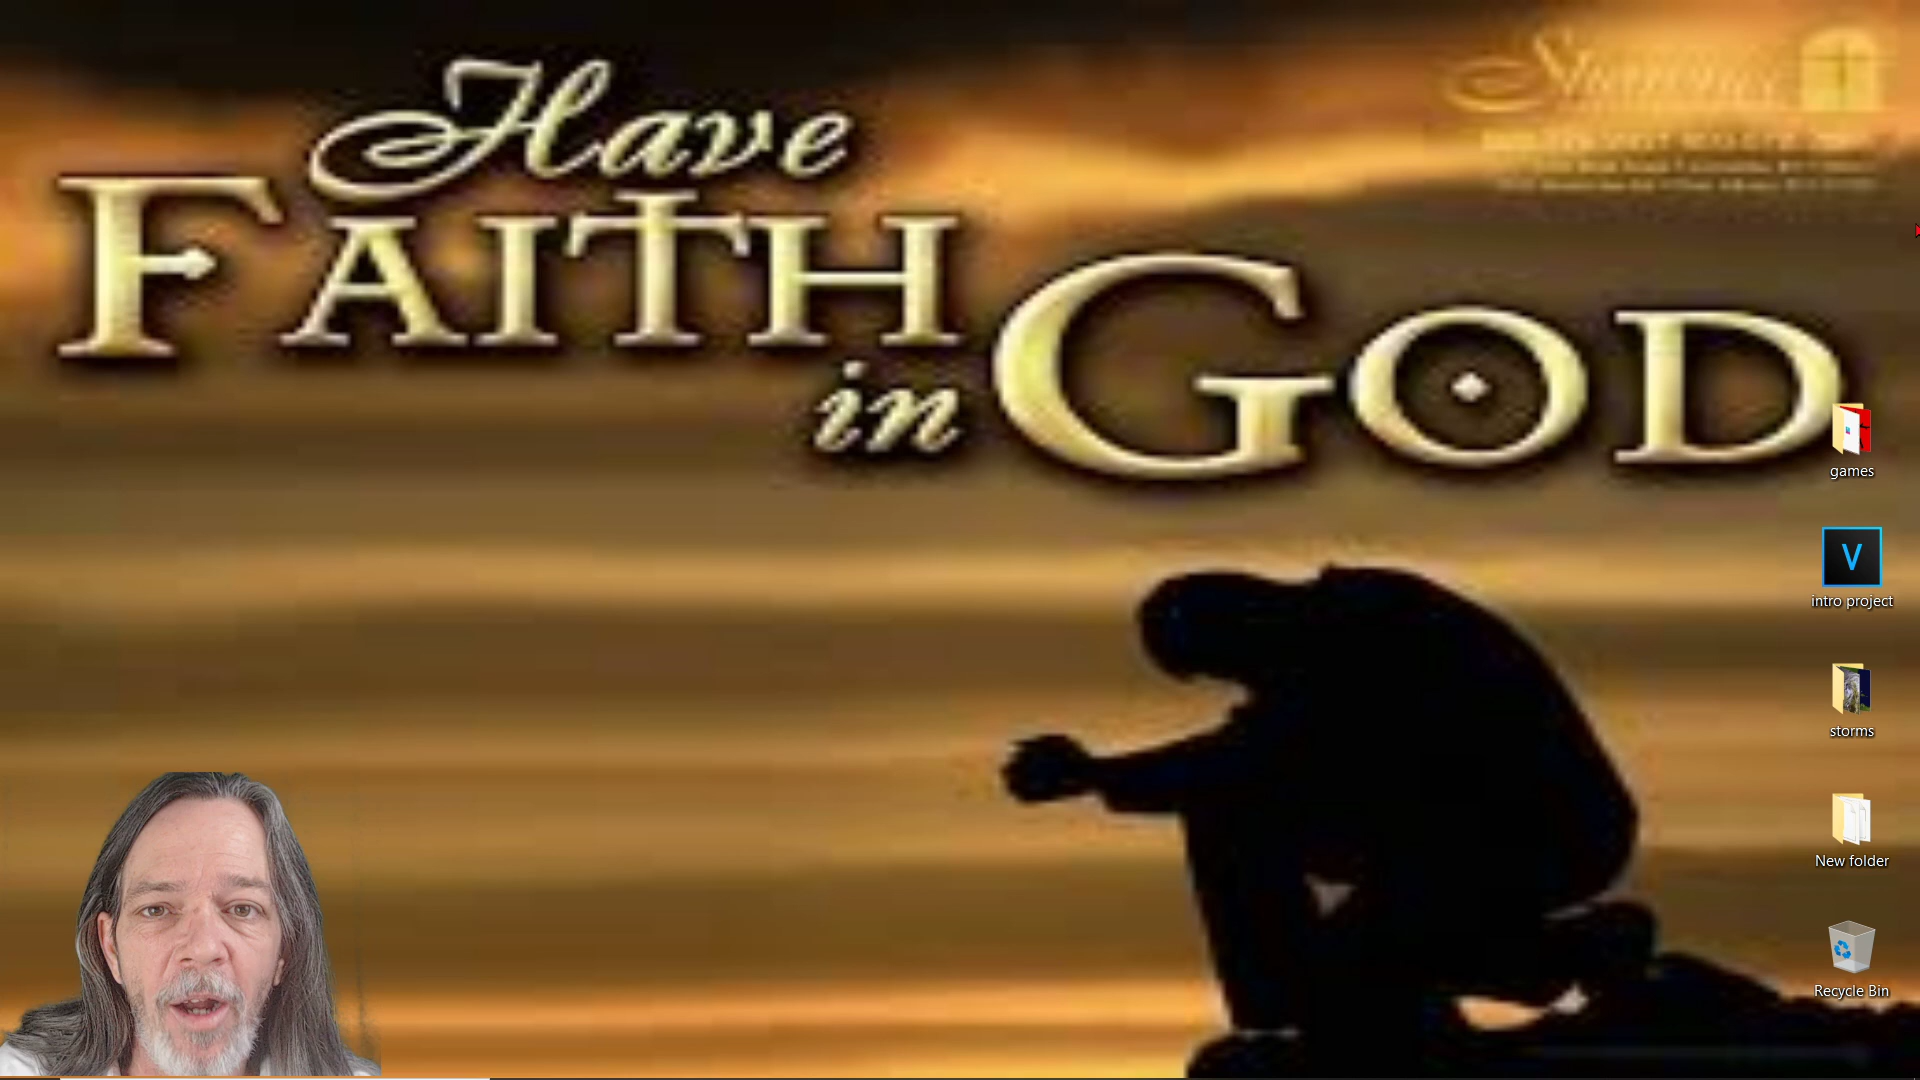 Have
FAITH
in GOD
games
V
intro project
storms
New folder
Recycle Bin